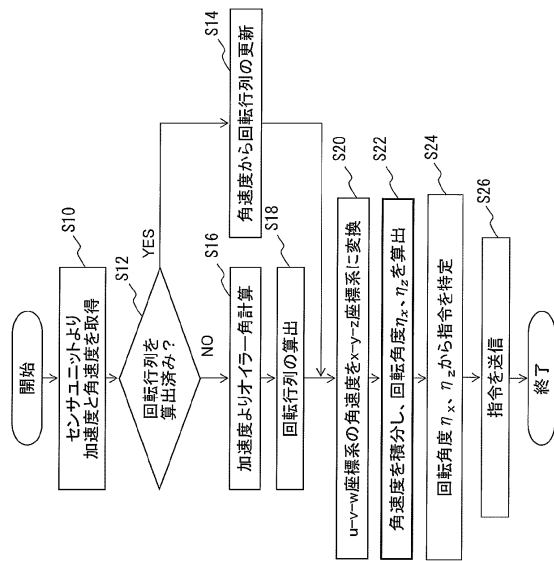 開始
S10
センサユニットより
加速度と角速度を取得
S12
回転行列を
算出済み?
YES
NO
S14
角速度から回転行列の更新
S16
加速度よりオイラー角計算
S18
回転行列の算出
S20
u-v-w座標系の角速度をx-y-z座標系に変換
S22
角速度を積分し、回転角度ηx、ηzを算出
S24
回転角度ηx、ηzから指令を特定
S26
指令を送信
終了